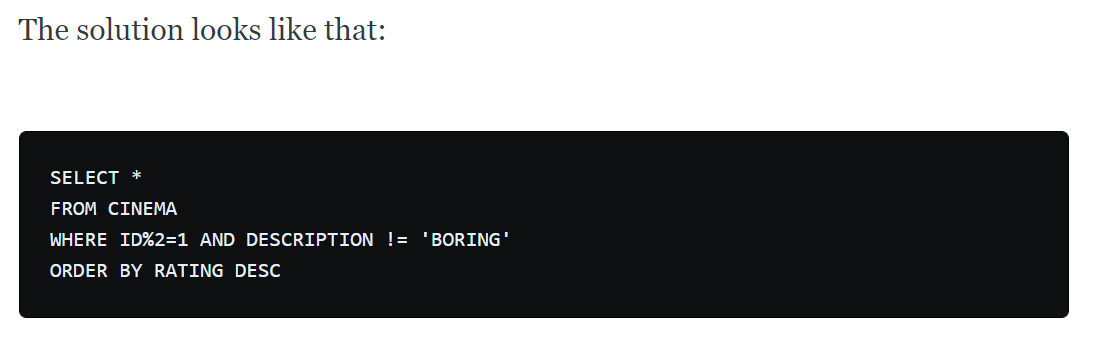 The solution looks like that:
SELECT *
FROM CINEMA
WHERE ID%2=1 AND DESCRIPTION != 'BORING'
ORDER BY RATING DESC